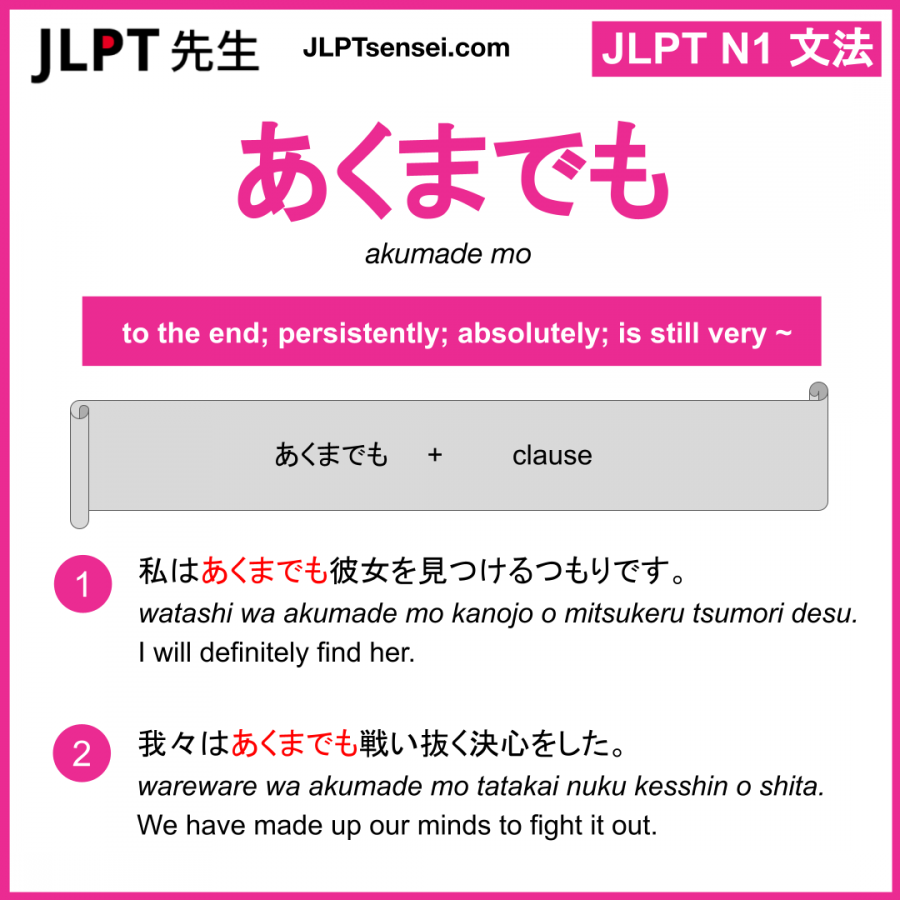 JLPT 先生
JLPTsensei.com
JLPT N1 文法
あくまでも
akumade mo
to the end; persistently; absolutely; is still very ~
あくまでも + clause
1
私はあくまでも彼女を見つけるつもりです。
watashi wa akumade mo kanojo o mitsukeru tsumori desu.
I will definitely find her.
2
我々はあくまでも戦い抜く決心をした。
wareware wa akumade mo tatakai nuku kesshin o shita.
We have made up our minds to fight it out.